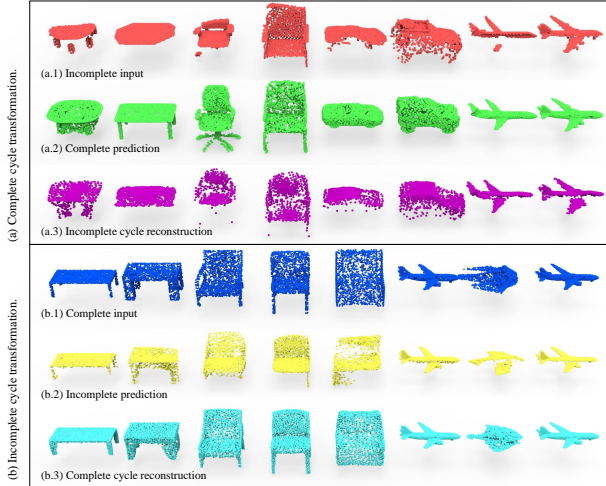 (a) Complete cycle transformation.
(a.1) Incomplete input
(a.2) Complete prediction
(a.3) Incomplete cycle reconstruction
(b) Incomplete cycle transformation.
(b.1) Complete input
(b.2) Incomplete prediction
(b.3) Complete cycle reconstruction